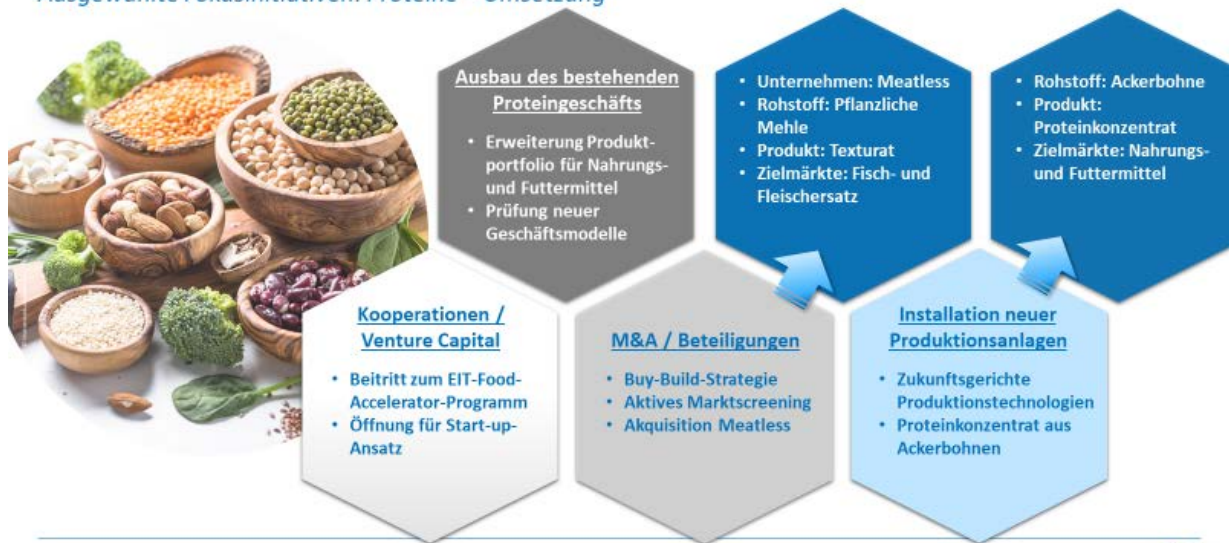 Ausbau des bestehenden
Proteingeschäfts
• Erweiterung Produkt-
portfolio für Nahrungs-
und Futtermittel
• Prüfung neuer
Geschäftsmodelle
• Unternehmen: Meatless
• Rohstoff: Pflanzliche
Mehle
• Produkt: Texturat
• Zielmärkte: Fisch- und
Fleischersatz
• Rohstoff: Ackerbohne
• Produkt:
Proteinkonzentrat
• Zielmärkte: Nahrungs-
und Futtermittel
Kooperationen /
Venture Capital
• Beitritt zum EIT-Food-
Accelerator-Programm
• Öffnung für Start-up-
Ansatz
M&A / Beteiligungen
• Buy-Build-Strategie
• Aktives Marktscreening
• Akquisition Meatless
Installation neuer
Produktionsanlagen
• Zukunftsgerichte
Produktionstechnologien
• Proteinkonzentrat aus
Ackerbohnen